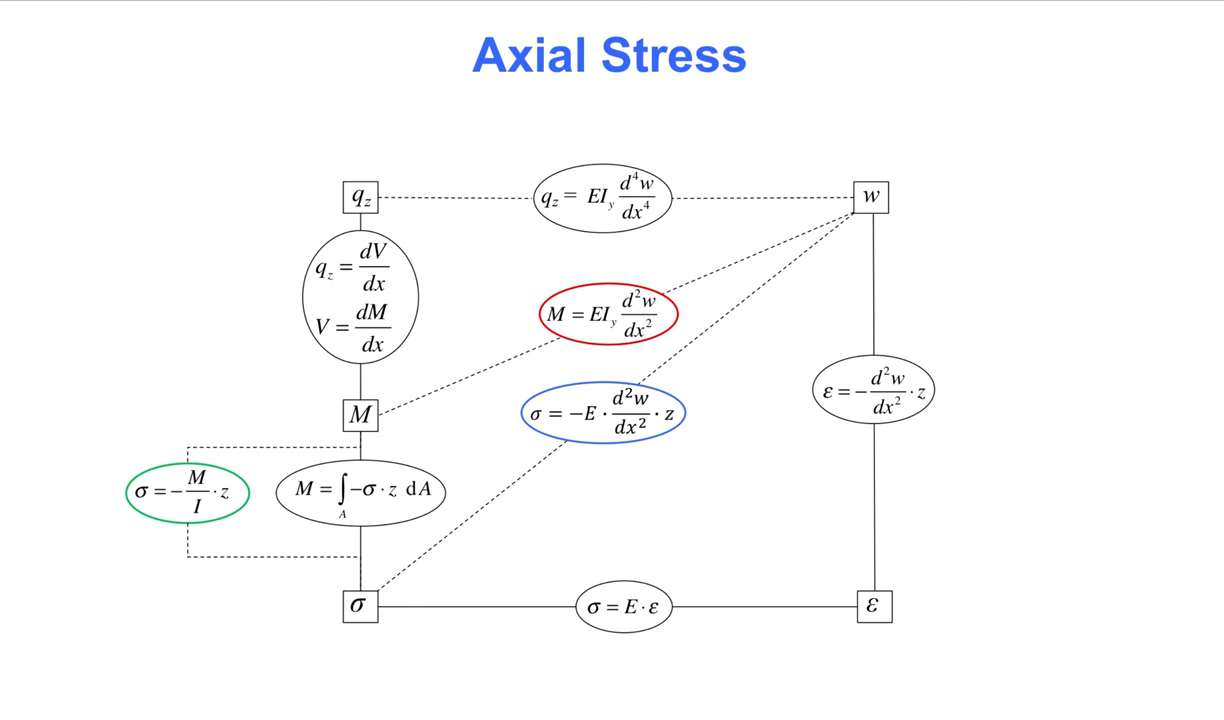 Axial Stress
q_z
q_z = EI_y d⁴w/dx⁴
w
q_z = dV/dx
V = dM/dx
M = EI_y d²w/dx²
ε = − d²w/dx² · z
σ = −E · d²w/dx² · z
M
σ = − M/I · z
M = ∫_A −σ · z dA
σ
σ = E · ε
ε